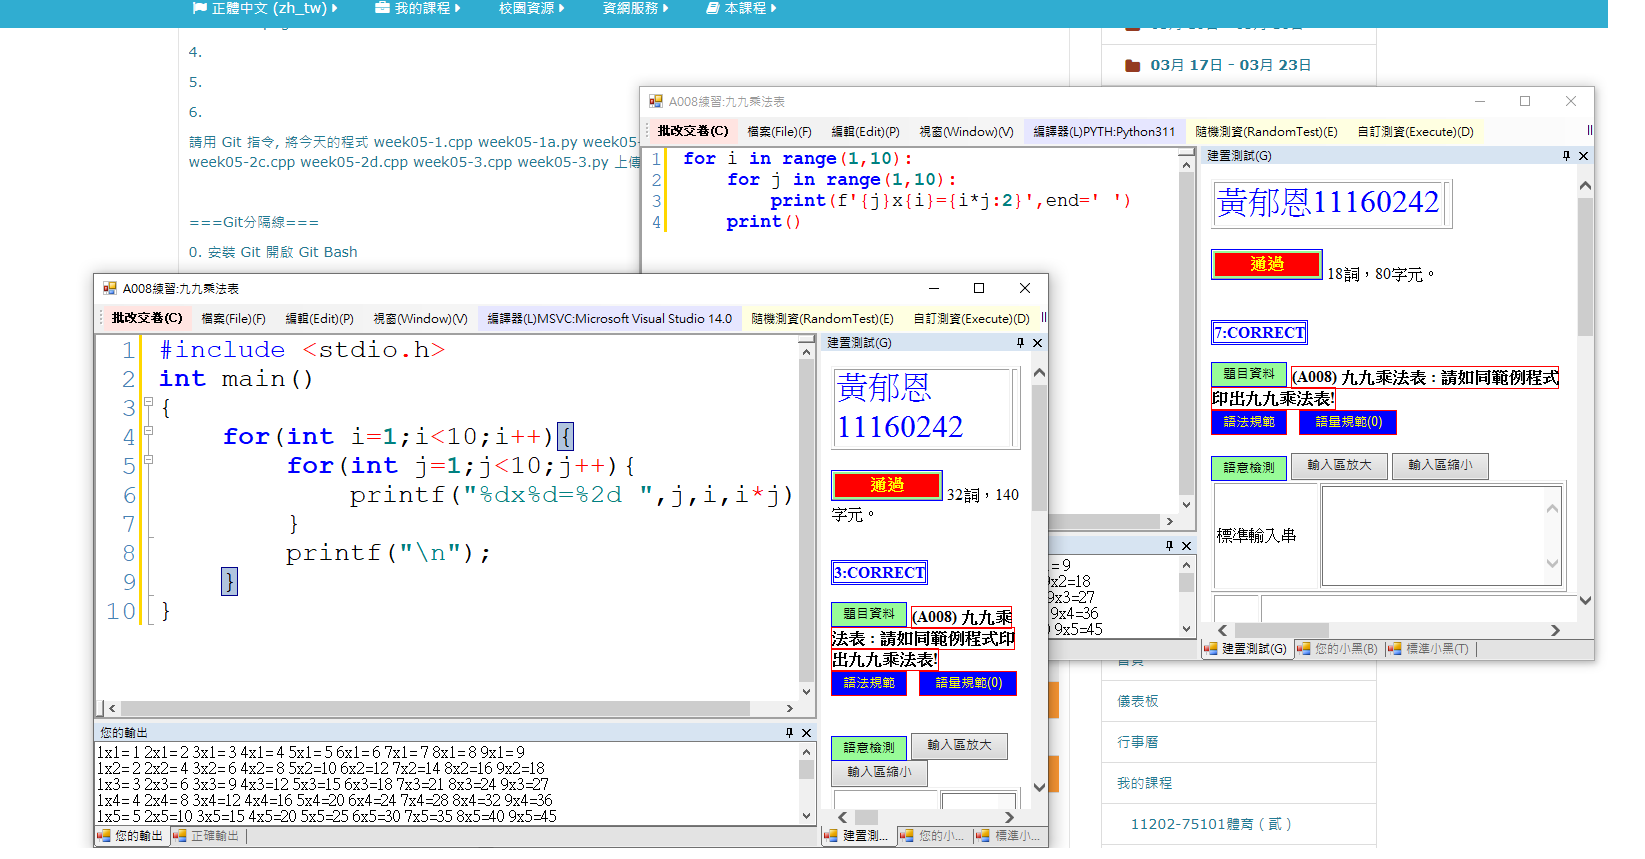 正體中文 (zh_tw) 我的課程 校園資源 資網服務 本課程
4.
5.
6.
請用 Git 指令, 將今天的程式 week05-1.cpp week05-1a.py week05-
week05-2c.cpp week05-2d.cpp week05-3.cpp week05-3.py 上傳
===Git分隔線===
0. 安裝 Git 開啟 Git Bash
03月 17日 - 03月 23日
A008練習:九九乘法表
批改交卷(C) 檔案(File)(F) 編輯(Edit)(P) 視窗(Window)(V) 編譯器(L)PYTH:Python311 隨機測資(RandomTest)(E) 自訂測資(Execute)(D)
1 for i in range(1,10):
2 for j in range(1,10):
3 print(f'{j}x{i}={i*j:2}',end=' ')
4 print()
建置測試(G)
黃郁恩11160242
通過 18詞，80字元。
7:CORRECT
題目資料 (A008) 九九乘法表 : 請如同範例程式
印出九九乘法表!
語法規範 語量規範(0)
語意檢測 輸入區放大 輸入區縮小
標準輸入串
1= 9
9x2=18
9x3=27
9x4=36
9x5=45
建置測試(G) 您的小黑(B) 標準小黑(T)
A008練習:九九乘法表
批改交卷(C) 檔案(File)(F) 編輯(Edit)(P) 視窗(Window)(V) 編譯器(L)MSVC:Microsoft Visual Studio 14.0 隨機測資(RandomTest)(E) 自訂測資(Execute)(D)
1 #include <stdio.h>
2 int main()
3 {
4 for(int i=1;i<10;i++){
5 for(int j=1;j<10;j++){
6 printf("%dx%d=%2d ",j,i,i*j)
7 }
8 printf("\n");
9 }
10 }
建置測試(G)
黃郁恩
11160242
通過 32詞，140
字元。
3:CORRECT
題目資料 (A008) 九九乘
法表 : 請如同範例程式印
出九九乘法表!
語法規範 語量規範(0)
語意檢測 輸入區放大
輸入區縮小
建置測... 您的小... 標準小...
您的輸出
1x1= 1 2x1= 2 3x1= 3 4x1= 4 5x1= 5 6x1= 6 7x1= 7 8x1= 8 9x1= 9
1x2= 2 2x2= 4 3x2= 6 4x2= 8 5x2=10 6x2=12 7x2=14 8x2=16 9x2=18
1x3= 3 2x3= 6 3x3= 9 4x3=12 5x3=15 6x3=18 7x3=21 8x3=24 9x3=27
1x4= 4 2x4= 8 3x4=12 4x4=16 5x4=20 6x4=24 7x4=28 8x4=32 9x4=36
1x5= 5 2x5=10 3x5=15 4x5=20 5x5=25 6x5=30 7x5=35 8x5=40 9x5=45
您的輸出 正確輸出
首頁
儀表板
行事曆
我的課程
11202-75101體育（貳）